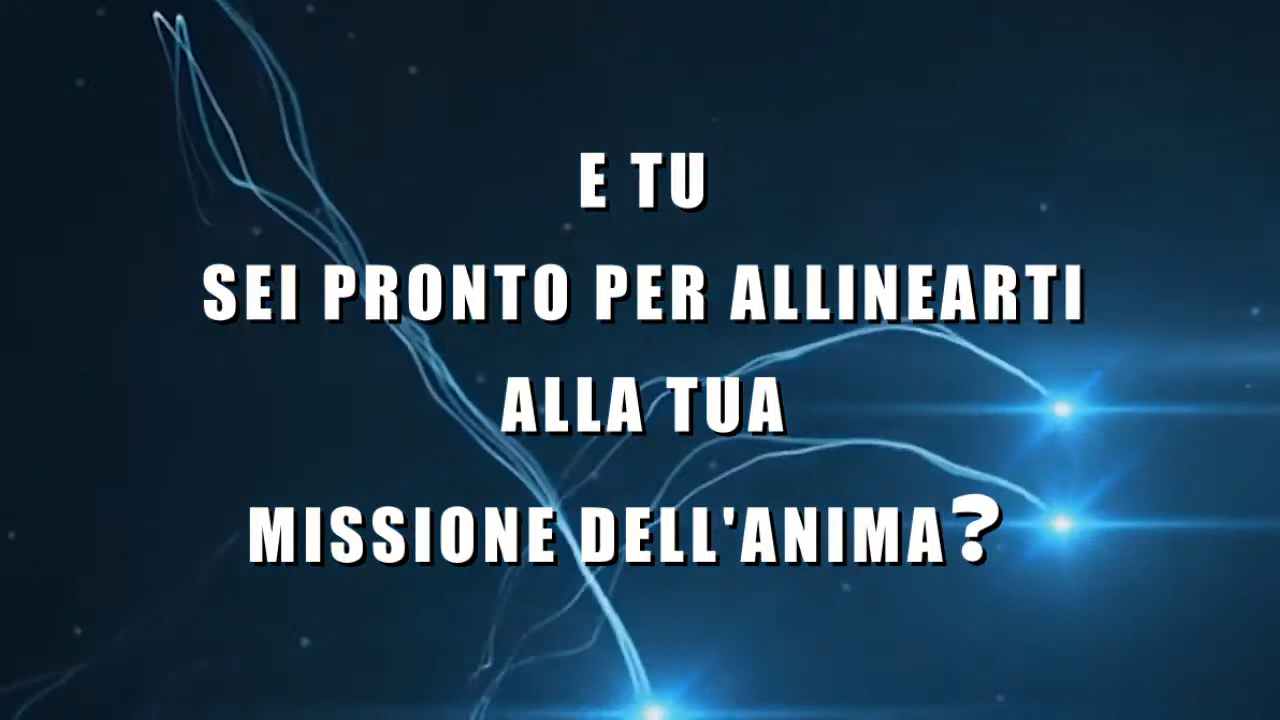 E TU
SEI PRONTO PER ALLINEARTI
ALLA TUA
MISSIONE DELL'ANIMA?